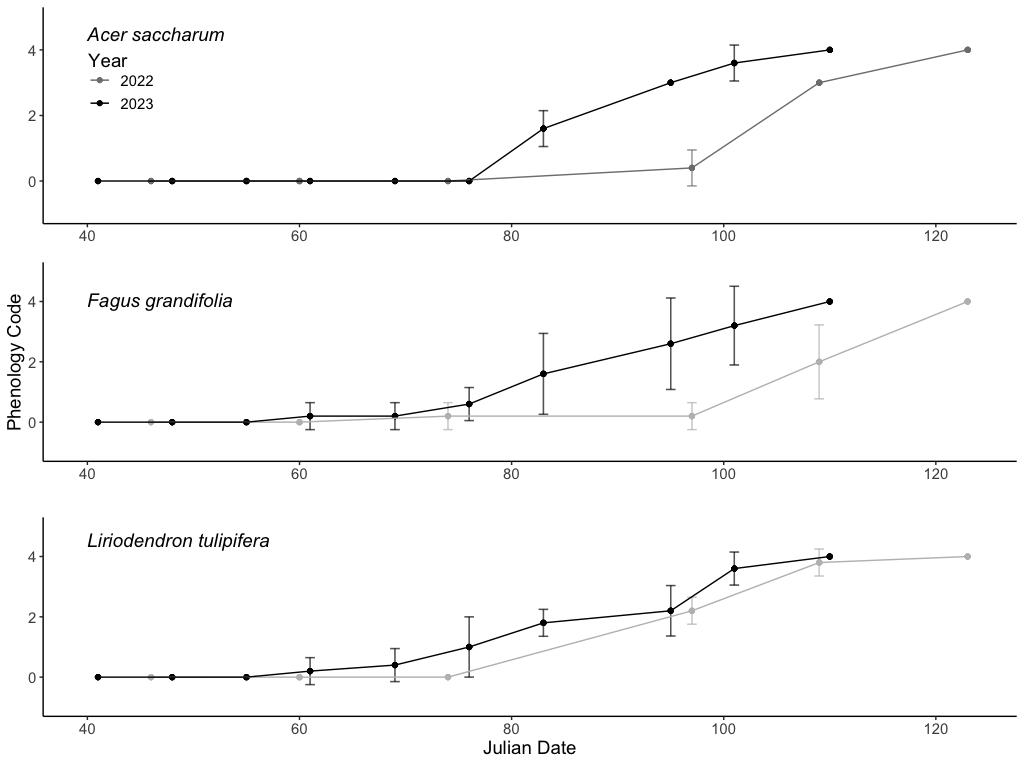 Acer saccharum
Year
2022
2023
4
2
0
40 60 80 100 120
Fagus grandifolia
4
2
0
40 60 80 100 120
Phenology Code
Liriodendron tulipifera
4
2
0
40 60 80 100 120
Julian Date